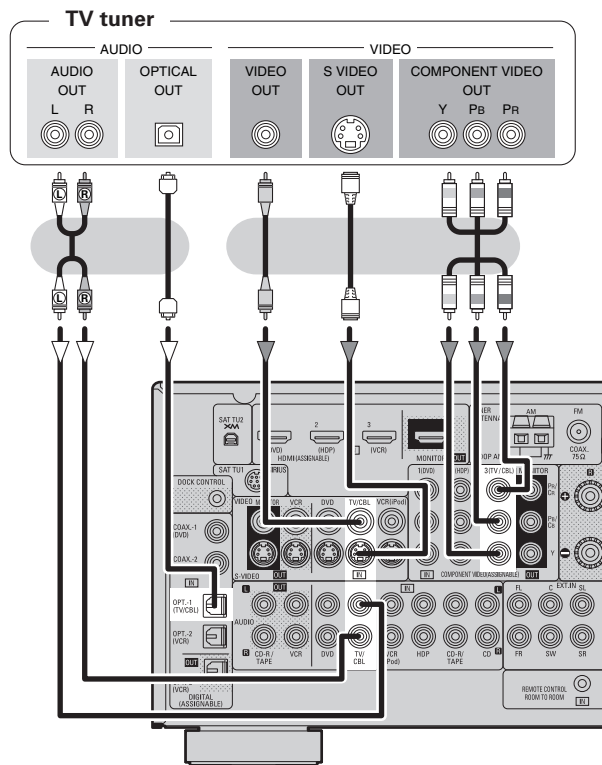 TV tuner
AUDIO
VIDEO
AUDIO OUT
L R
OPTICAL OUT
VIDEO OUT
S VIDEO OUT
COMPONENT VIDEO OUT
Y PB PR
L R
L R
SAT TU2
XM
SAT TU1
DOCK CONTROL
2
3
(DVD)
(HDP)
(VCR)
HDMI (ASSIGNABLE)
OUT
AM
FM
COAX.
75Ω
1(DVD)
(HDP)
3(TV/CBL)
PR/CR
PB/CB
Y
VIDEO
VCR
DVD
TV/CBL
VCR(iPod)
S-VIDEO
OUT
IN
IN
COMPONENT VIDEO(ASSIGNABLE)
OUT
COAX.-1
(DVD)
COAX.-2
IN
OPT.-1
(TV/CBL)
OPT.-2
(VCR)
OUT
(VCR)
DIGITAL
(ASSIGNABLE)
L
OUT
IN
L
AUDIO
R
CD-R/
TAPE
VCR
DVD
TV/
CBL
HDP
CD-R/
TAPE
CD
R
EXT.IN
FL
C
SL
FR
SW
SR
R
REMOTE CONTROL
ROOM TO ROOM
IN